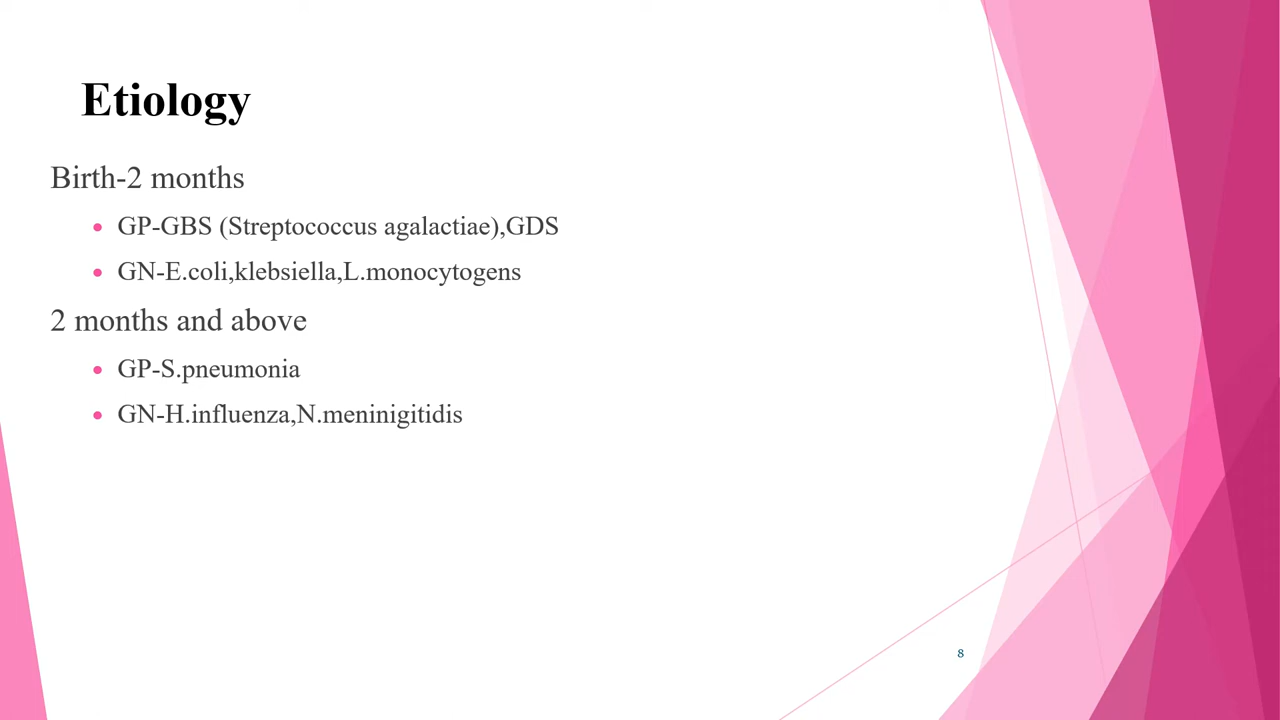 Etiology
Birth-2 months
• GP-GBS (Streptococcus agalactiae),GDS
• GN-E.coli,klebsiella,L.monocytogens
2 months and above
• GP-S.pneumonia
• GN-H.influenza,N.meninigitidis
8